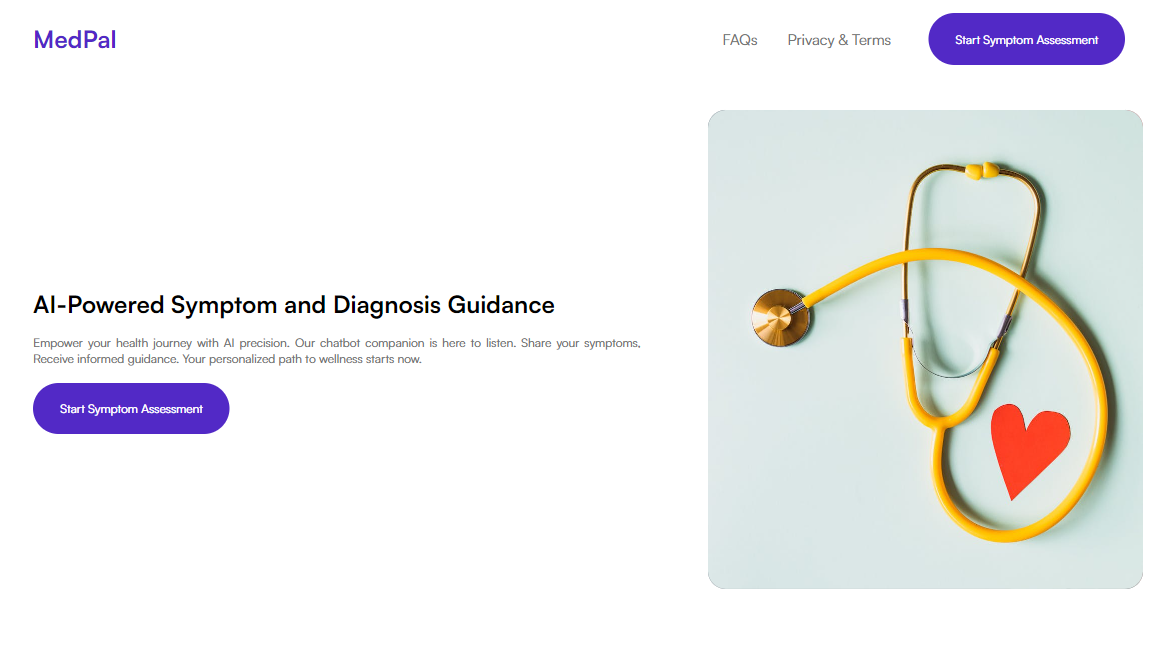 MedPal
FAQs
Privacy & Terms
Start Symptom Assessment
AI-Powered Symptom and Diagnosis Guidance
Empower your health journey with AI precision. Our chatbot companion is here to listen. Share your symptoms,
Receive informed guidance. Your personalized path to wellness starts now.
Start Symptom Assessment